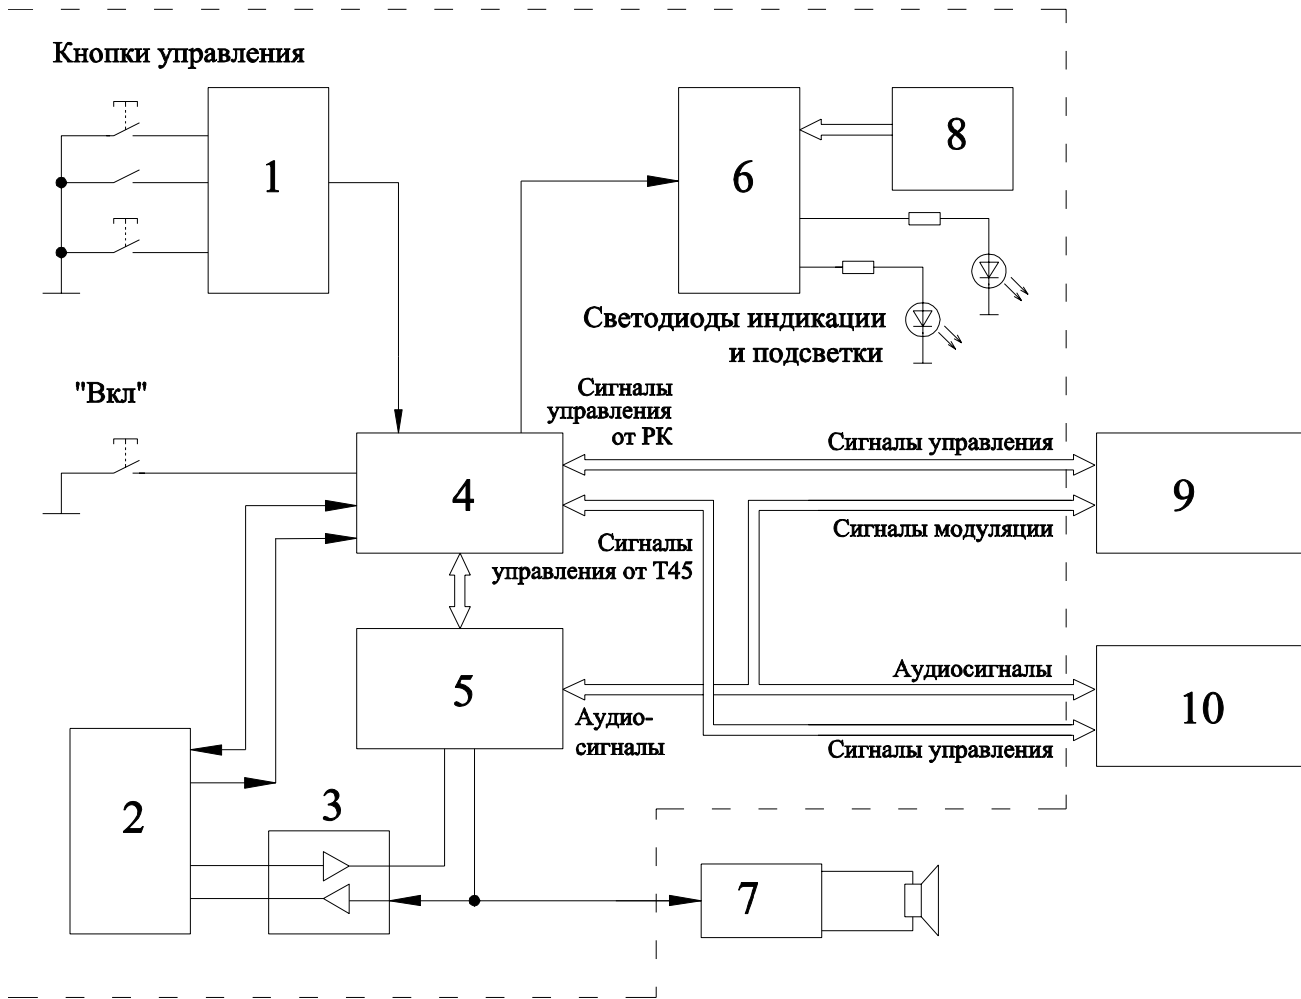 Кнопки управления
1
6
8
Светодиоды индикации
и подсветки
"Вкл"
Сигналы
управления
от РК
Сигналы управления
4
9
Сигналы модуляции
Сигналы
управления от Т45
5
Аудиосигналы
10
Аудио-
сигналы
Сигналы управления
2
3
7